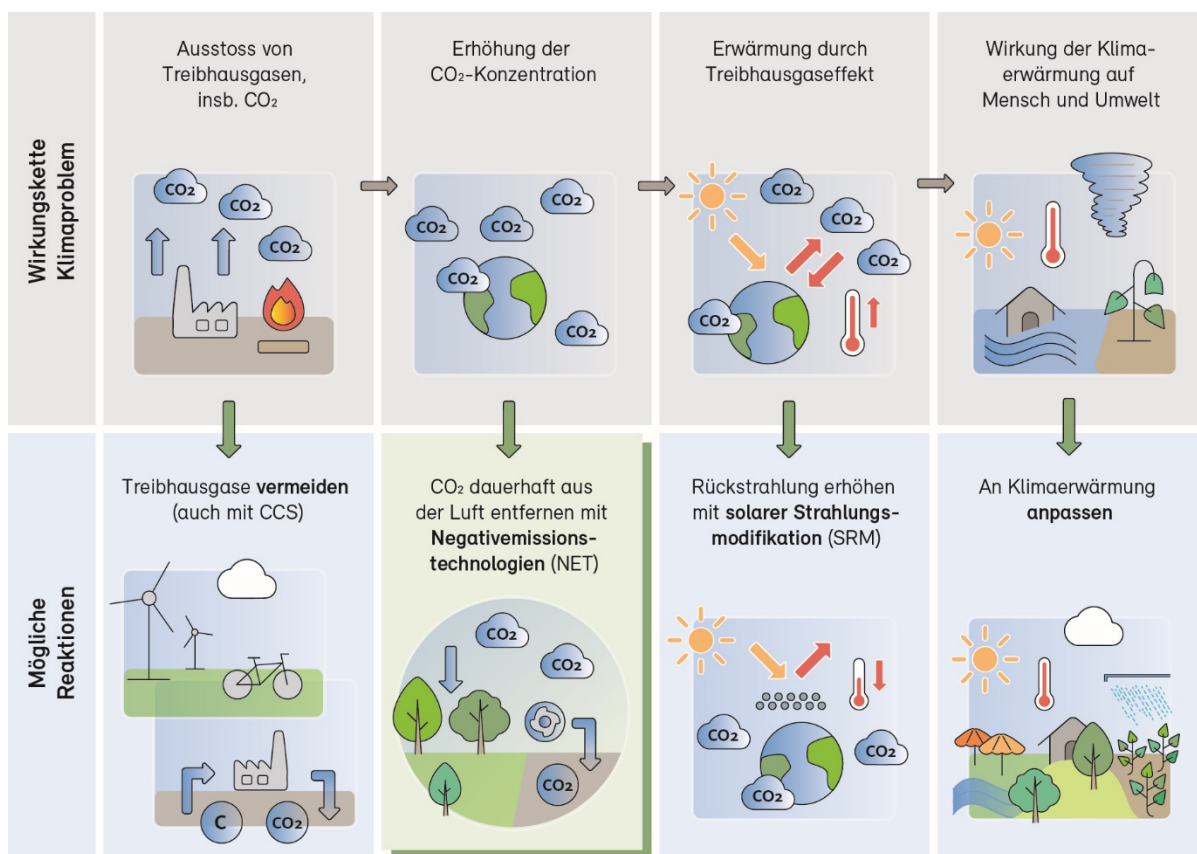 Wirkungskette
Klimaproblem
Ausstoss von
Treibhausgasen,
insb. CO₂
CO₂
CO₂
CO₂
Erhöhung der
CO₂-Konzentration
CO₂
CO₂
CO₂
CO₂
CO₂
Erwärmung durch
Treibhausgaseffekt
CO₂
CO₂
CO₂
CO₂
Wirkung der Klima-
erwärmung auf
Mensch und Umwelt
Mögliche
Reaktionen
Treibhausgase vermeiden
(auch mit CCS)
C
CO₂
CO₂ dauerhaft aus
der Luft entfernen mit
Negativemissions-
technologien (NET)
CO₂
CO₂
CO₂
Rückstrahlung erhöhen
mit solarer Strahlungs-
modifikation (SRM)
CO₂
CO₂
CO₂
An Klimaerwärmung
anpassen